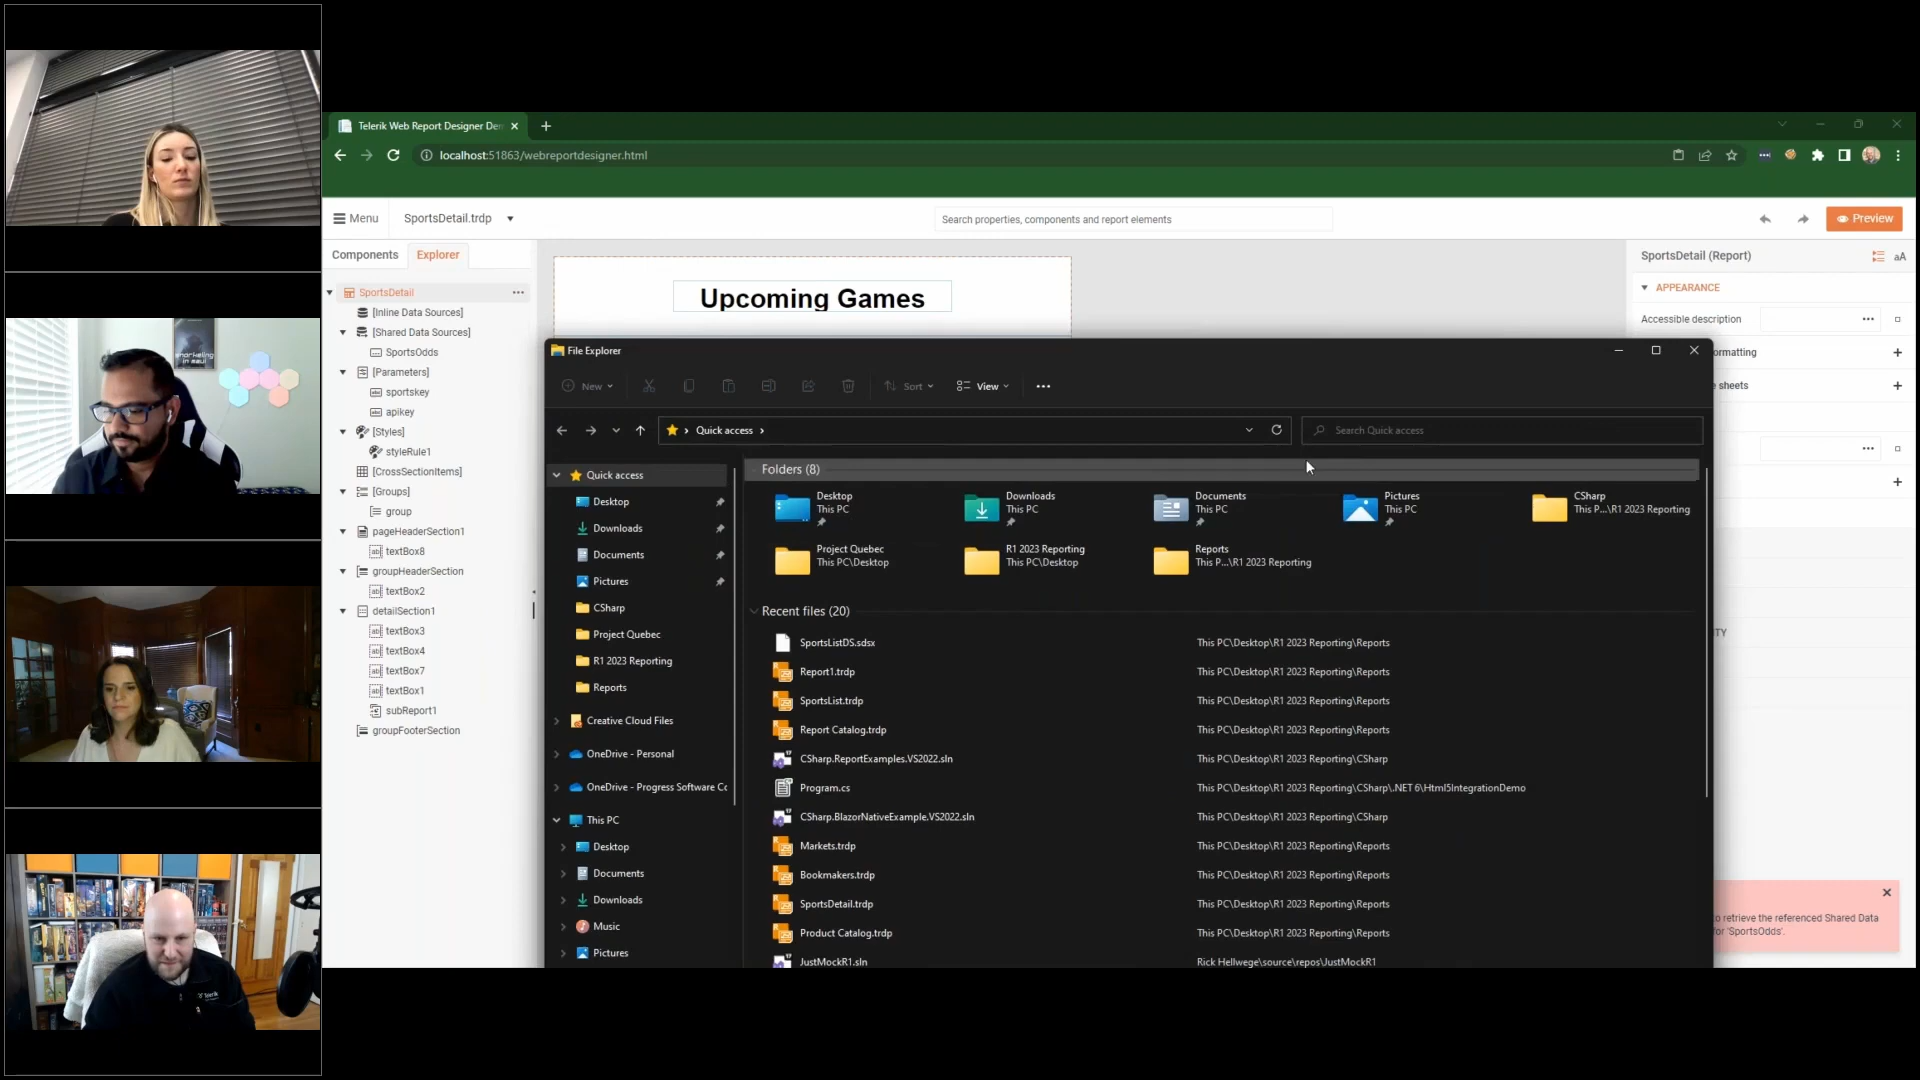 snorkeling
in maui
Telerik
Telerik Web Report Designer Den
localhost:51863/webreportdesigner.html
Menu
SportsDetail.trdp
Search properties, components and report elements
Preview
Components
Explorer
SportsDetail
[Inline Data Sources]
[Shared Data Sources]
SportsOdds
[Parameters]
sportskey
apikey
[Styles]
styleRule1
[CrossSectionItems]
[Groups]
group
pageHeaderSection1
textBox8
groupHeaderSection
textBox2
detailSection1
textBox3
textBox4
textBox7
textBox1
subReport1
groupFooterSection
Upcoming Games
SportsDetail (Report)
aA
APPEARANCE
Accessible description
ormatting
e sheets
TY
o retrieve the referenced Shared Data
for 'SportsOdds'.
File Explorer
New
Sort
View
Quick access
Search Quick access
Quick access
Desktop
Downloads
Documents
Pictures
CSharp
Project Quebec
R1 2023 Reporting
Reports
Creative Cloud Files
OneDrive - Personal
OneDrive - Progress Software Co
This PC
Desktop
Documents
Downloads
Music
Pictures
Folders (8)
Desktop
This PC
Downloads
This PC
Documents
This PC
Pictures
This PC
CSharp
This P...\R1 2023 Reporting
Project Quebec
This PC\Desktop
R1 2023 Reporting
This PC\Desktop
Reports
This P...\R1 2023 Reporting
Recent files (20)
SportsListDS.sdsx This PC\Desktop\R1 2023 Reporting\Reports
Report1.trdp This PC\Desktop\R1 2023 Reporting\Reports
SportsList.trdp This PC\Desktop\R1 2023 Reporting\Reports
Report Catalog.trdp This PC\Desktop\R1 2023 Reporting\Reports
CSharp.ReportExamples.VS2022.sln This PC\Desktop\R1 2023 Reporting\CSharp
Program.cs This PC\Desktop\R1 2023 Reporting\CSharp\.NET 6\Html5IntegrationDemo
CSharp.BlazorNativeExample.VS2022.sln This PC\Desktop\R1 2023 Reporting\CSharp
Markets.trdp This PC\Desktop\R1 2023 Reporting\Reports
Bookmakers.trdp This PC\Desktop\R1 2023 Reporting\Reports
SportsDetail.trdp This PC\Desktop\R1 2023 Reporting\Reports
Product Catalog.trdp This PC\Desktop\R1 2023 Reporting\Reports
JustMockR1.sln Rick Hellwege\source\repos\JustMockR1